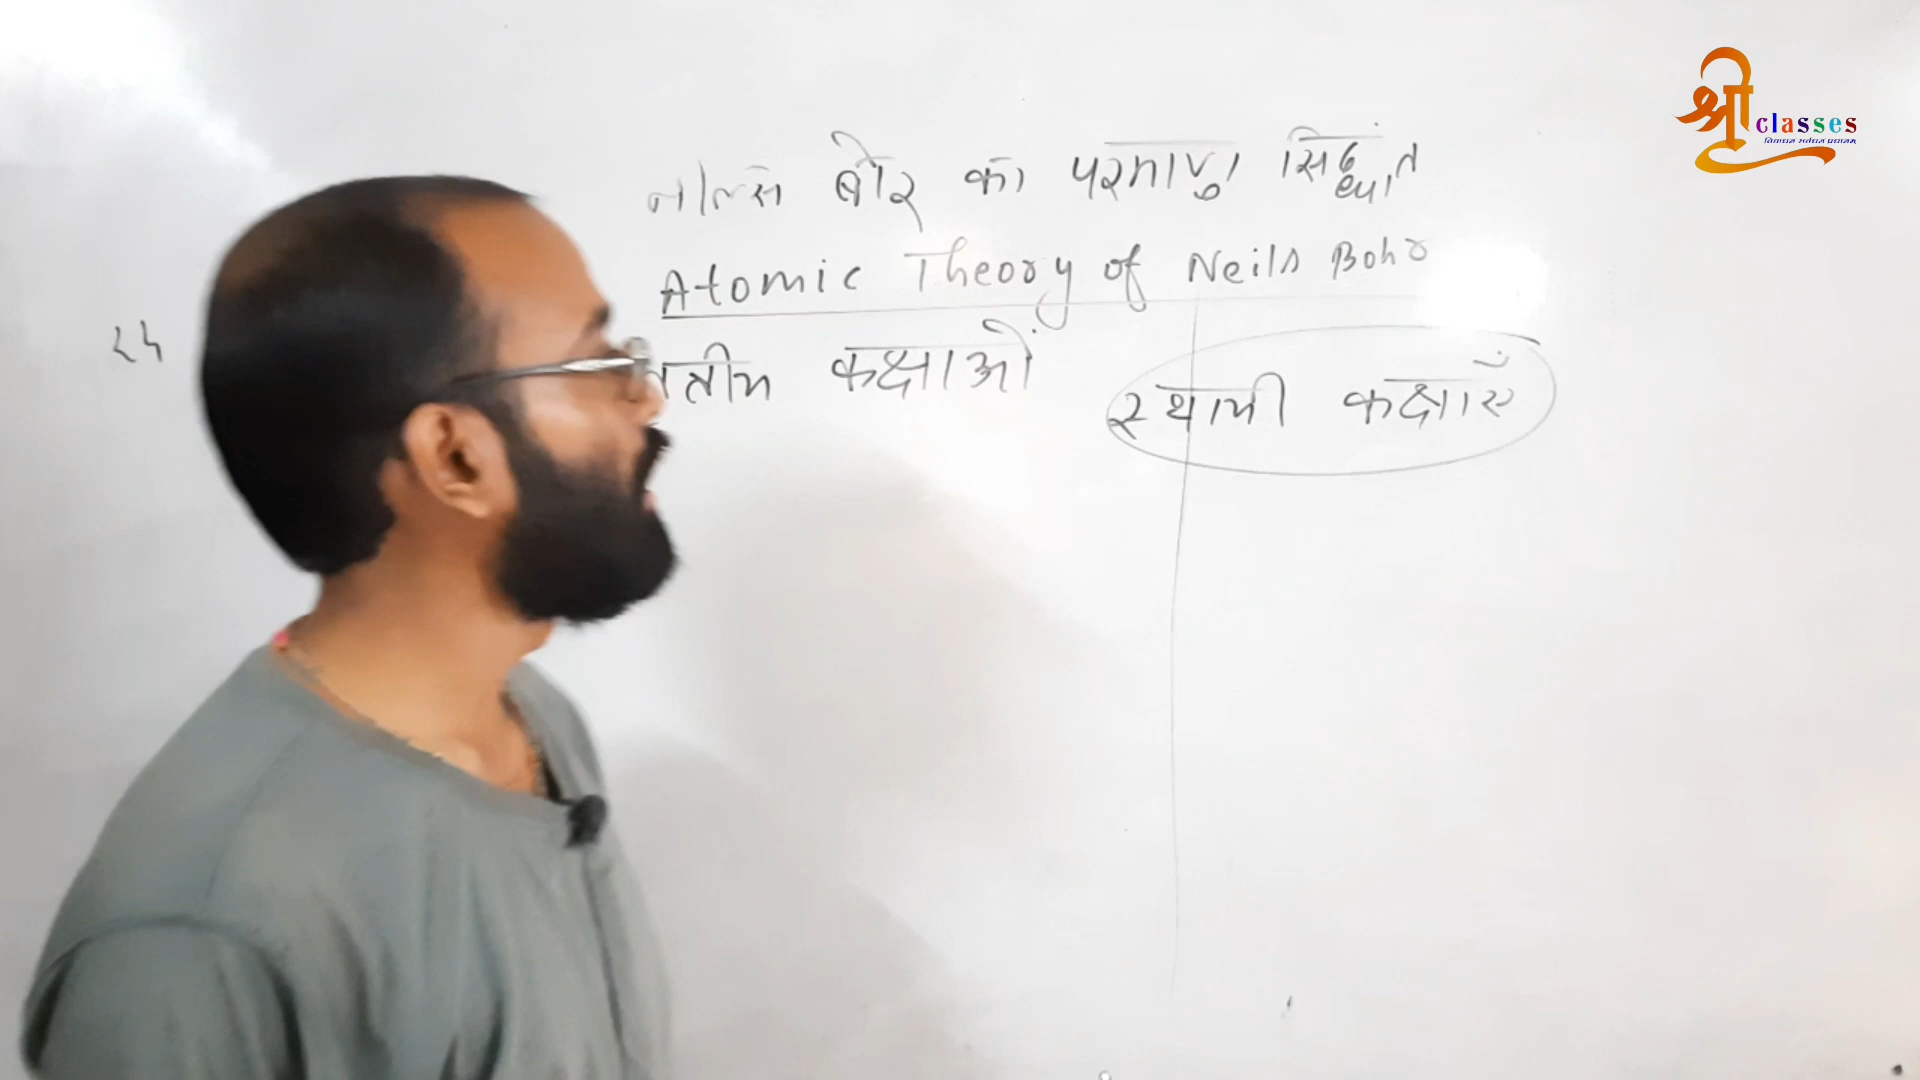 नील्स बोर का परमाणु सिद्धांत
Atomic Theory of Neils Bohr
कक्षाओं
स्थायी कक्षाएँ
श्री classes